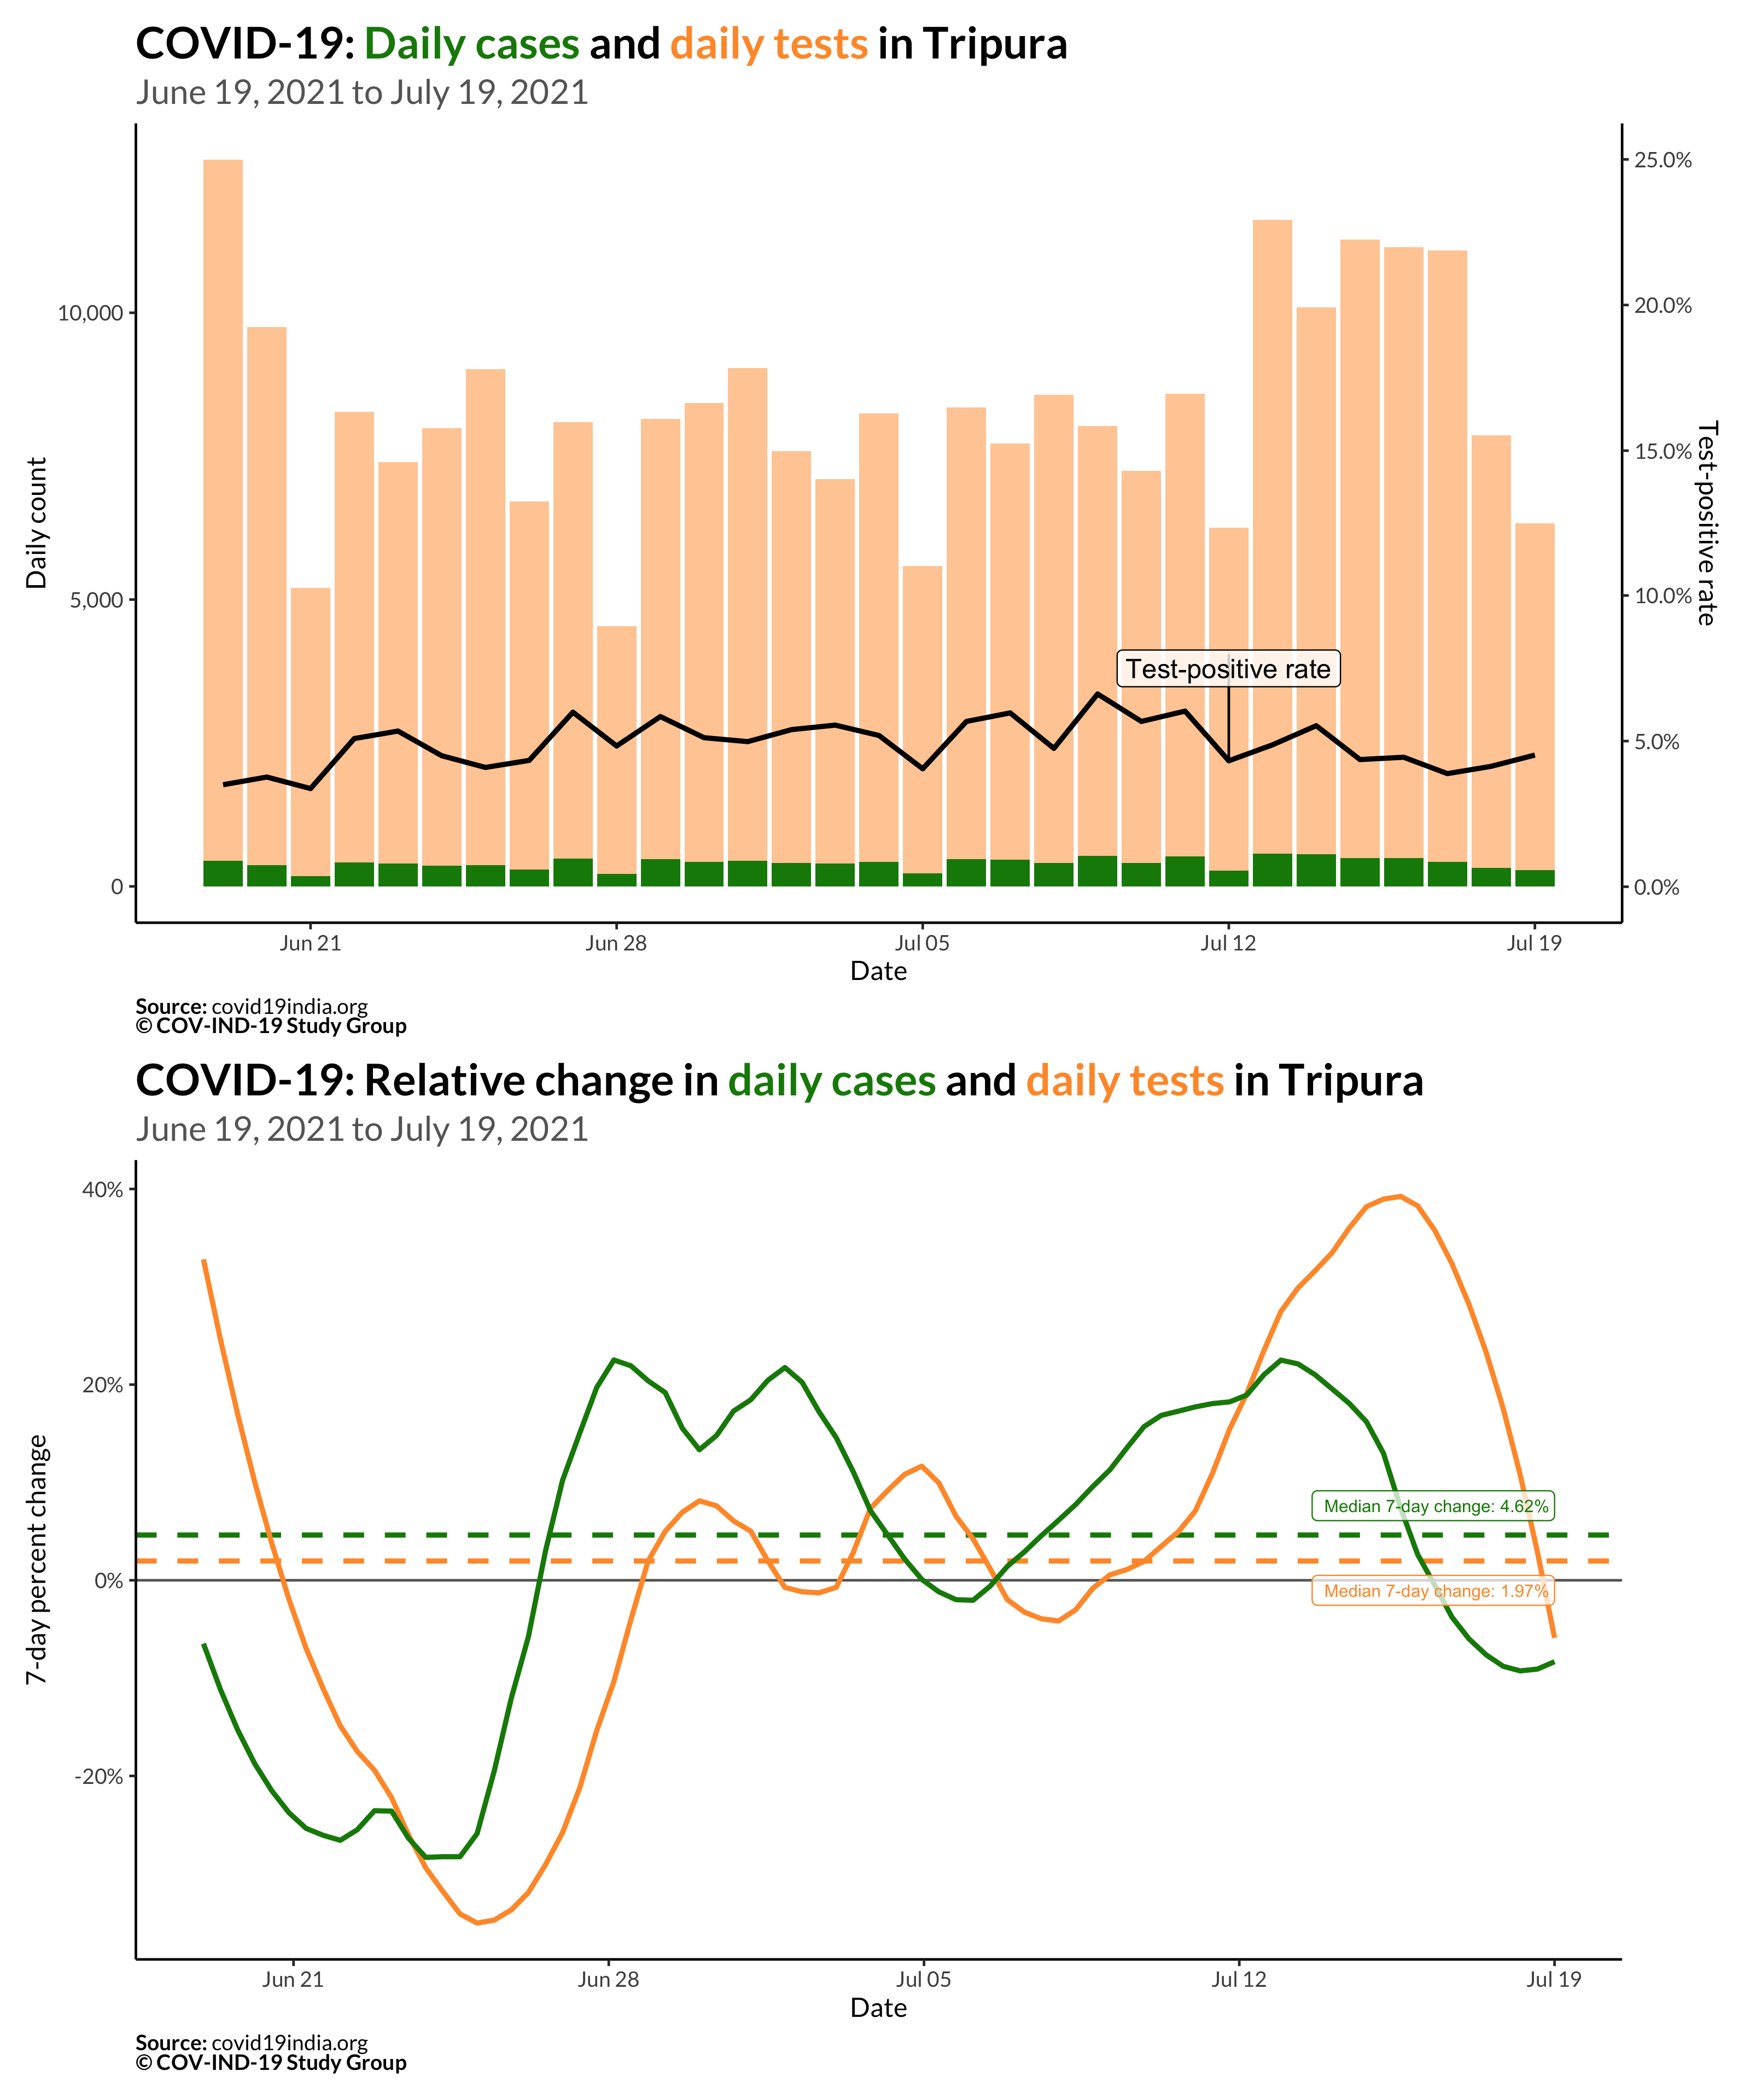 COVID-19: Daily cases and daily tests in Tripura
June 19, 2021 to July 19, 2021
25.0%
20.0%
10,000
15.0%
Daily count
Test-positive rate
5,000
10.0%
Test-positive rate
5.0%
0
0.0%
Jun 21
Jun 28
Jul 05
Jul 12
Jul 19
Date
Source: covid19india.org
© COV-IND-19 Study Group
COVID-19: Relative change in daily cases and daily tests in Tripura
June 19, 2021 to July 19, 2021
40%
20%
7-day percent change
Median 7-day change: 4.62%
0%
Median 7-day change: 1.97%
-20%
Jun 21
Jun 28
Jul 05
Jul 12
Jul 19
Date
Source: covid19india.org
© COV-IND-19 Study Group